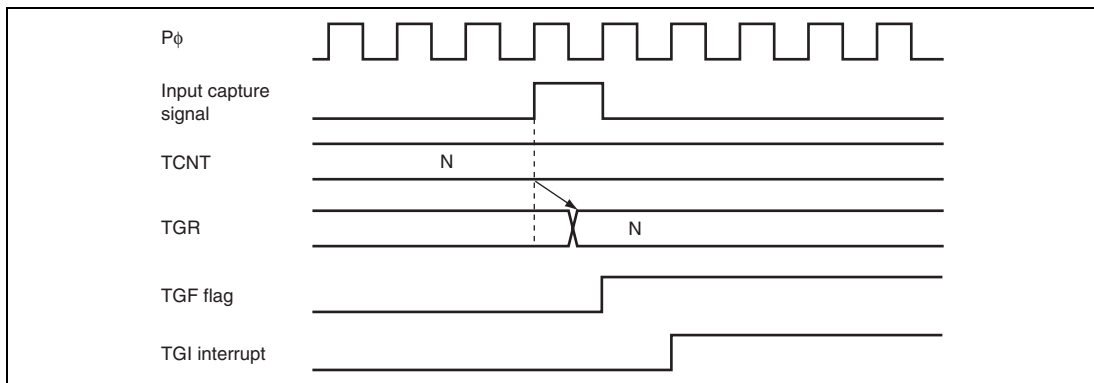 Pϕ
Input capture
signal
TCNT
N
TGR
N
TGF flag
TGI interrupt